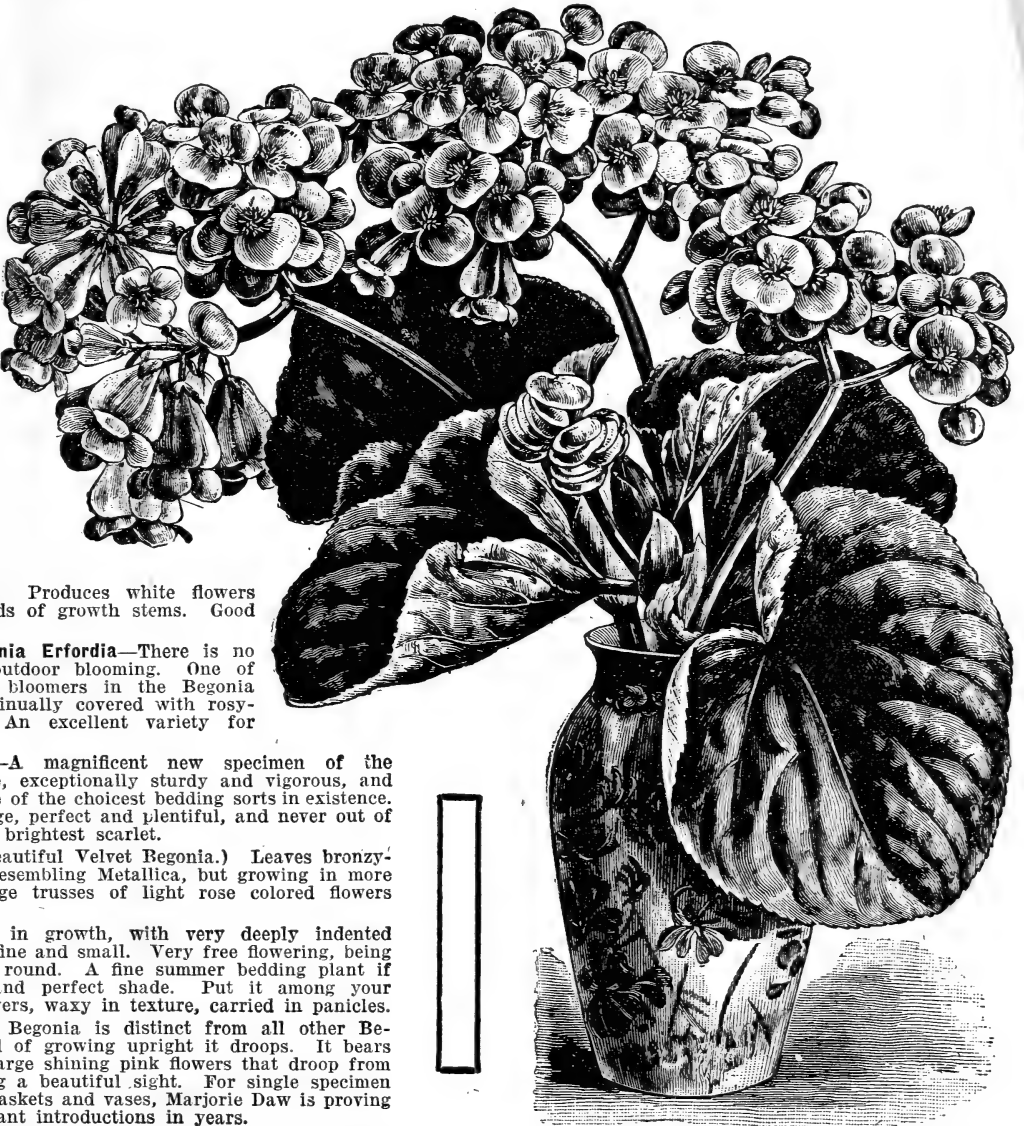 Produces white flowers
ds of growth stems. Good
nia Erfordia—There is no
outdoor blooming. One of
bloomers in the Begonia
inually covered with rosy-
An excellent variety for
-A magnificent new specimen of the
, exceptionally sturdy and vigorous, and
of the choicest bedding sorts in existence.
ge, perfect and plentiful, and never out of
brightest scarlet.
eautiful Velvet Begonia.) Leaves bronzy-
esembling Metallica, but growing in more
ge trusses of light rose colored flowers
in growth, with very deeply indented
ine and small. Very free flowering, being
round. A fine summer bedding plant if
nd perfect shade. Put it among your
ers, waxy in texture, carried in panicles.
Begonia is distinct from all other Be-
l of growing upright it droops. It bears
arge shining pink flowers that droop from
g a beautiful sight. For single specimen
askets and vases, Marjorie Daw is proving
ant introductions in years.